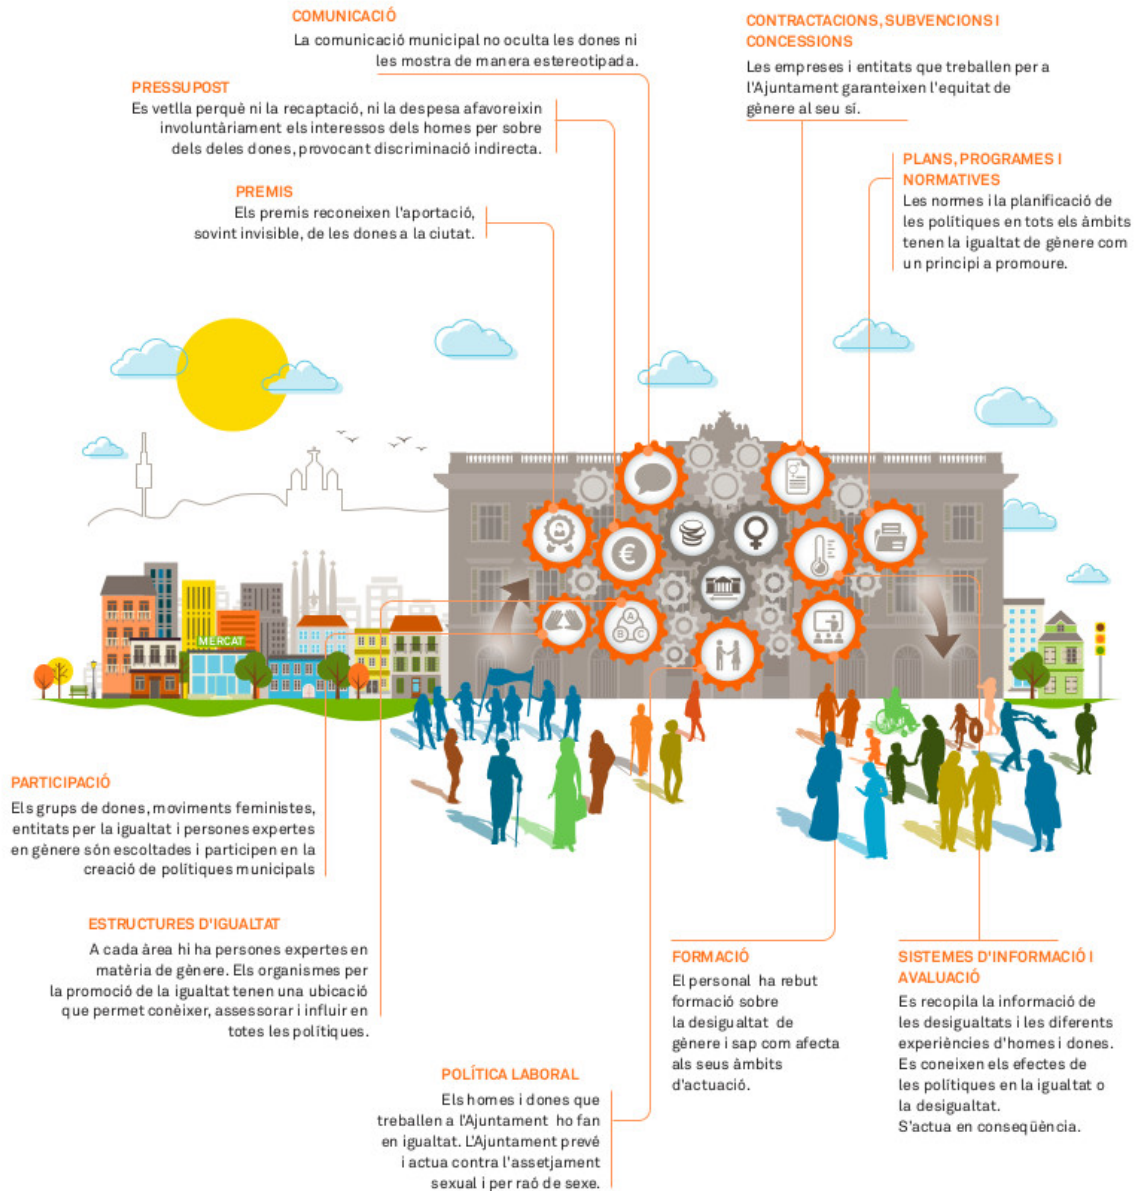 COMUNICACIÓ
La comunicació municipal no oculta les dones ni
les mostra de manera estereotipada.
PRESSUPOST
Es vetlla perquè ni la recaptació, ni la despesa afavoreixin
involuntàriament els interessos dels homes per sobre
dels deles dones, provocant discriminació indirecta.
PREMIS
Els premis reconeixen l'aportació,
sovint invisible, de les dones a la ciutat.
CONTRACTACIONS, SUBVENCIONS I
CONCESSIONS
Les empreses i entitats que treballen per a
l'Ajuntament garanteixen l'equitat de
gènere al seu sí.
PLANS, PROGRAMES I
NORMATIVES
Les normes i la planificació de
les polítiques en tots els àmbits
tenen la igualtat de gènere com
un principi a promoure.
€
A
B C
MERCAT
PARTICIPACIÓ
Els grups de dones, moviments feministes,
entitats per la igualtat i persones expertes
en gènere són escoltades i participen en la
creació de polítiques municipals
ESTRUCTURES D'IGUALTAT
A cada àrea hi ha persones expertes en
matèria de gènere. Els organismes per
la promoció de la igualtat tenen una ubicació
que permet conèixer, assessorar i influir en
totes les polítiques.
POLÍTICA LABORAL
Els homes i dones que
treballen a l'Ajuntament ho fan
en igualtat. L'Ajuntament prevé
i actua contra l'assetjament
sexual i per raó de sexe.
FORMACIÓ
El personal ha rebut
formació sobre
la desigualtat de
gènere i sap com afecta
als seus àmbits
d'actuació.
SISTEMES D'INFORMACIÓ I
AVALUACIÓ
Es recopila la informació de
les desigualtats i les diferents
experiències d'homes i dones.
Es coneixen els efectes de
les polítiques en la igualtat o
la desigualtat.
S'actua en conseqüència.